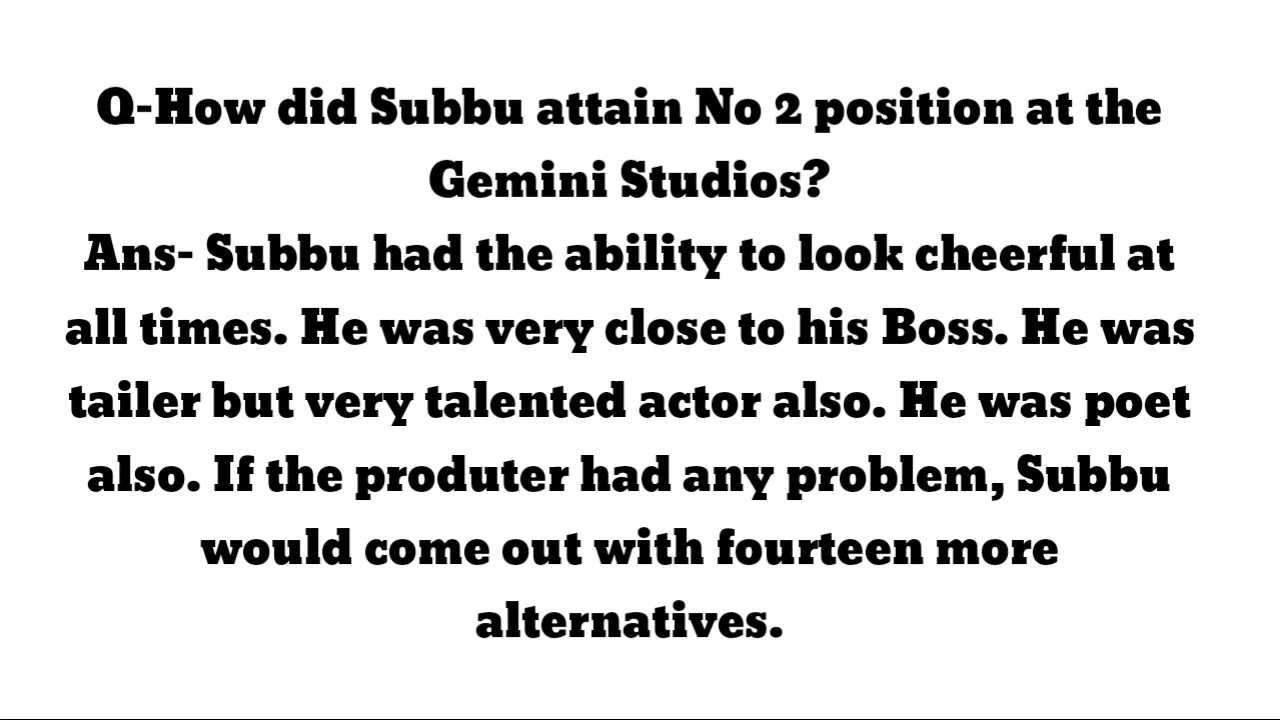 Q-How did Subbu attain No 2 position at the
Gemini Studios?
Ans- Subbu had the ability to look cheerful at
all times. He was very close to his Boss. He was
tailer but very talented actor also. He was poet
also. If the produter had any problem, Subbu
would come out with fourteen more
alternatives.